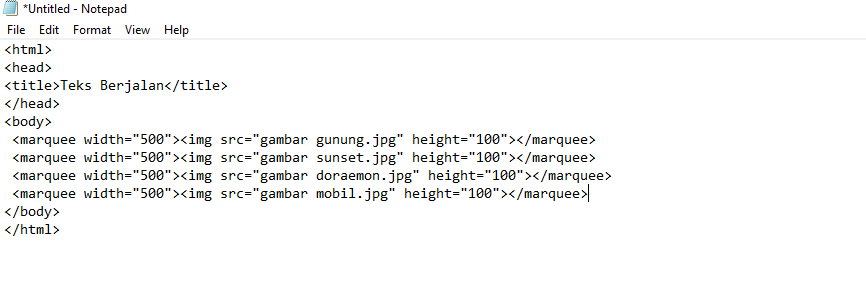 *Untitled - Notepad
File Edit Format View Help
<html>
<head>
<title>Teks Berjalan</title>
</head>
<body>
<marquee width="500"><img src="gambar gunung.jpg" height="100"></marquee>
<marquee width="500"><img src="gambar sunset.jpg" height="100"></marquee>
<marquee width="500"><img src="gambar doraemon.jpg" height="100"></marquee>
<marquee width="500"><img src="gambar mobil.jpg" height="100"></marquee>
</body>
</html>